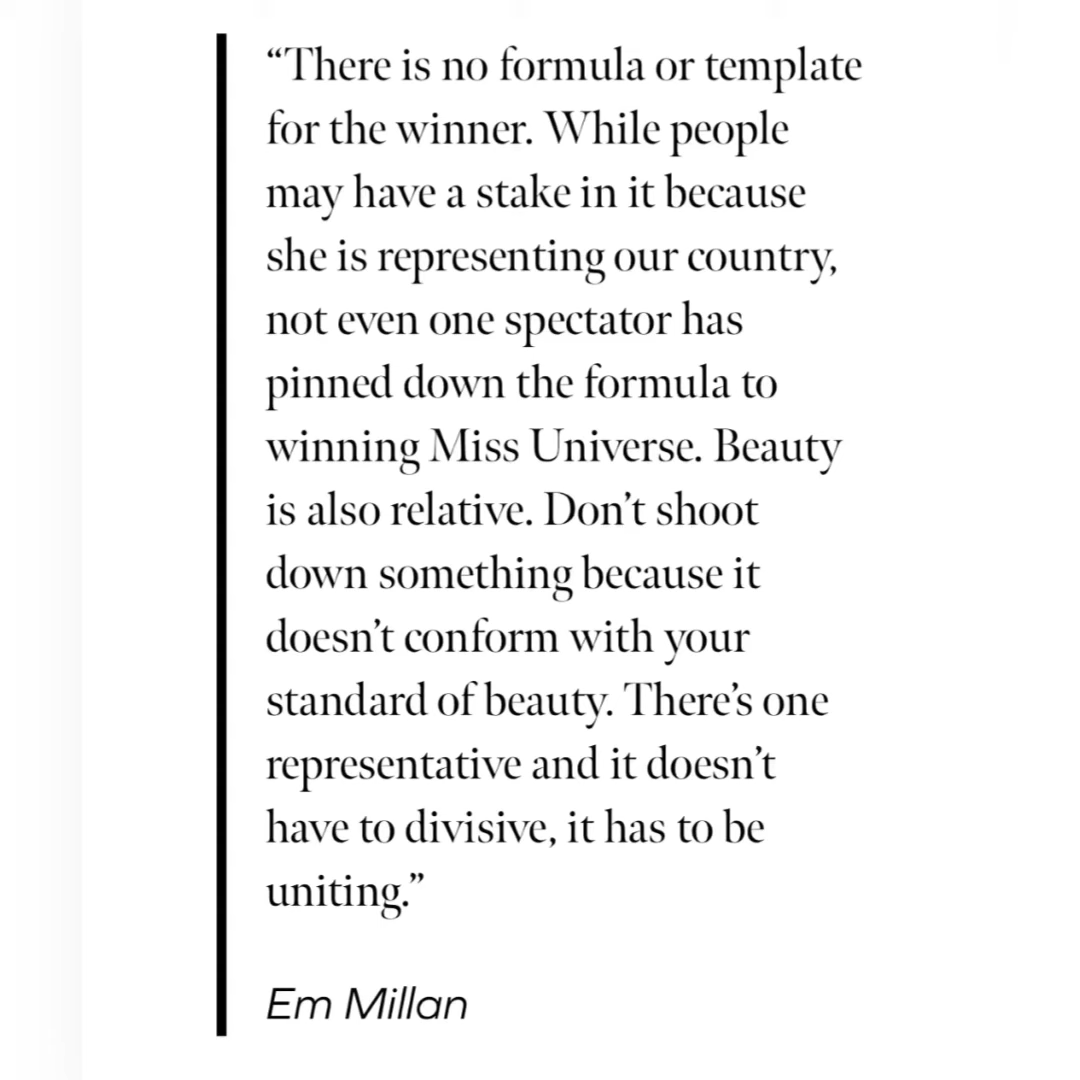 “There is no formula or template
for the winner. While people
may have a stake in it because
she is representing our country,
not even one spectator has
pinned down the formula to
winning Miss Universe. Beauty
is also relative. Don’t shoot
down something because it
doesn’t conform with your
standard of beauty. There’s one
representative and it doesn’t
have to divisive, it has to be
uniting.”
Em Millan